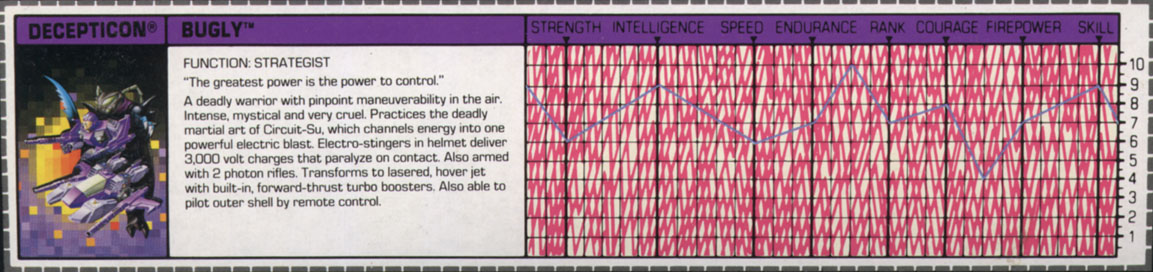 DECEPTICON®
BUGLY™
FUNCTION: STRATEGIST
“The greatest power is the power to control.”
A deadly warrior with pinpoint maneuverability in the air.
Intense, mystical and very cruel. Practices the deadly
martial art of Circuit-Su, which channels energy into one
powerful electric blast. Electro-stingers in helmet deliver
3,000 volt charges that paralyze on contact. Also armed
with 2 photon rifles. Transforms to lasered, hover jet
with built-in, forward-thrust turbo boosters. Also able to
pilot outer shell by remote control.
STRENGTH INTELLIGENCE SPEED ENDURANCE RANK COURAGE FIREPOWER SKILL
10
9
8
7
6
5
4
3
2
1